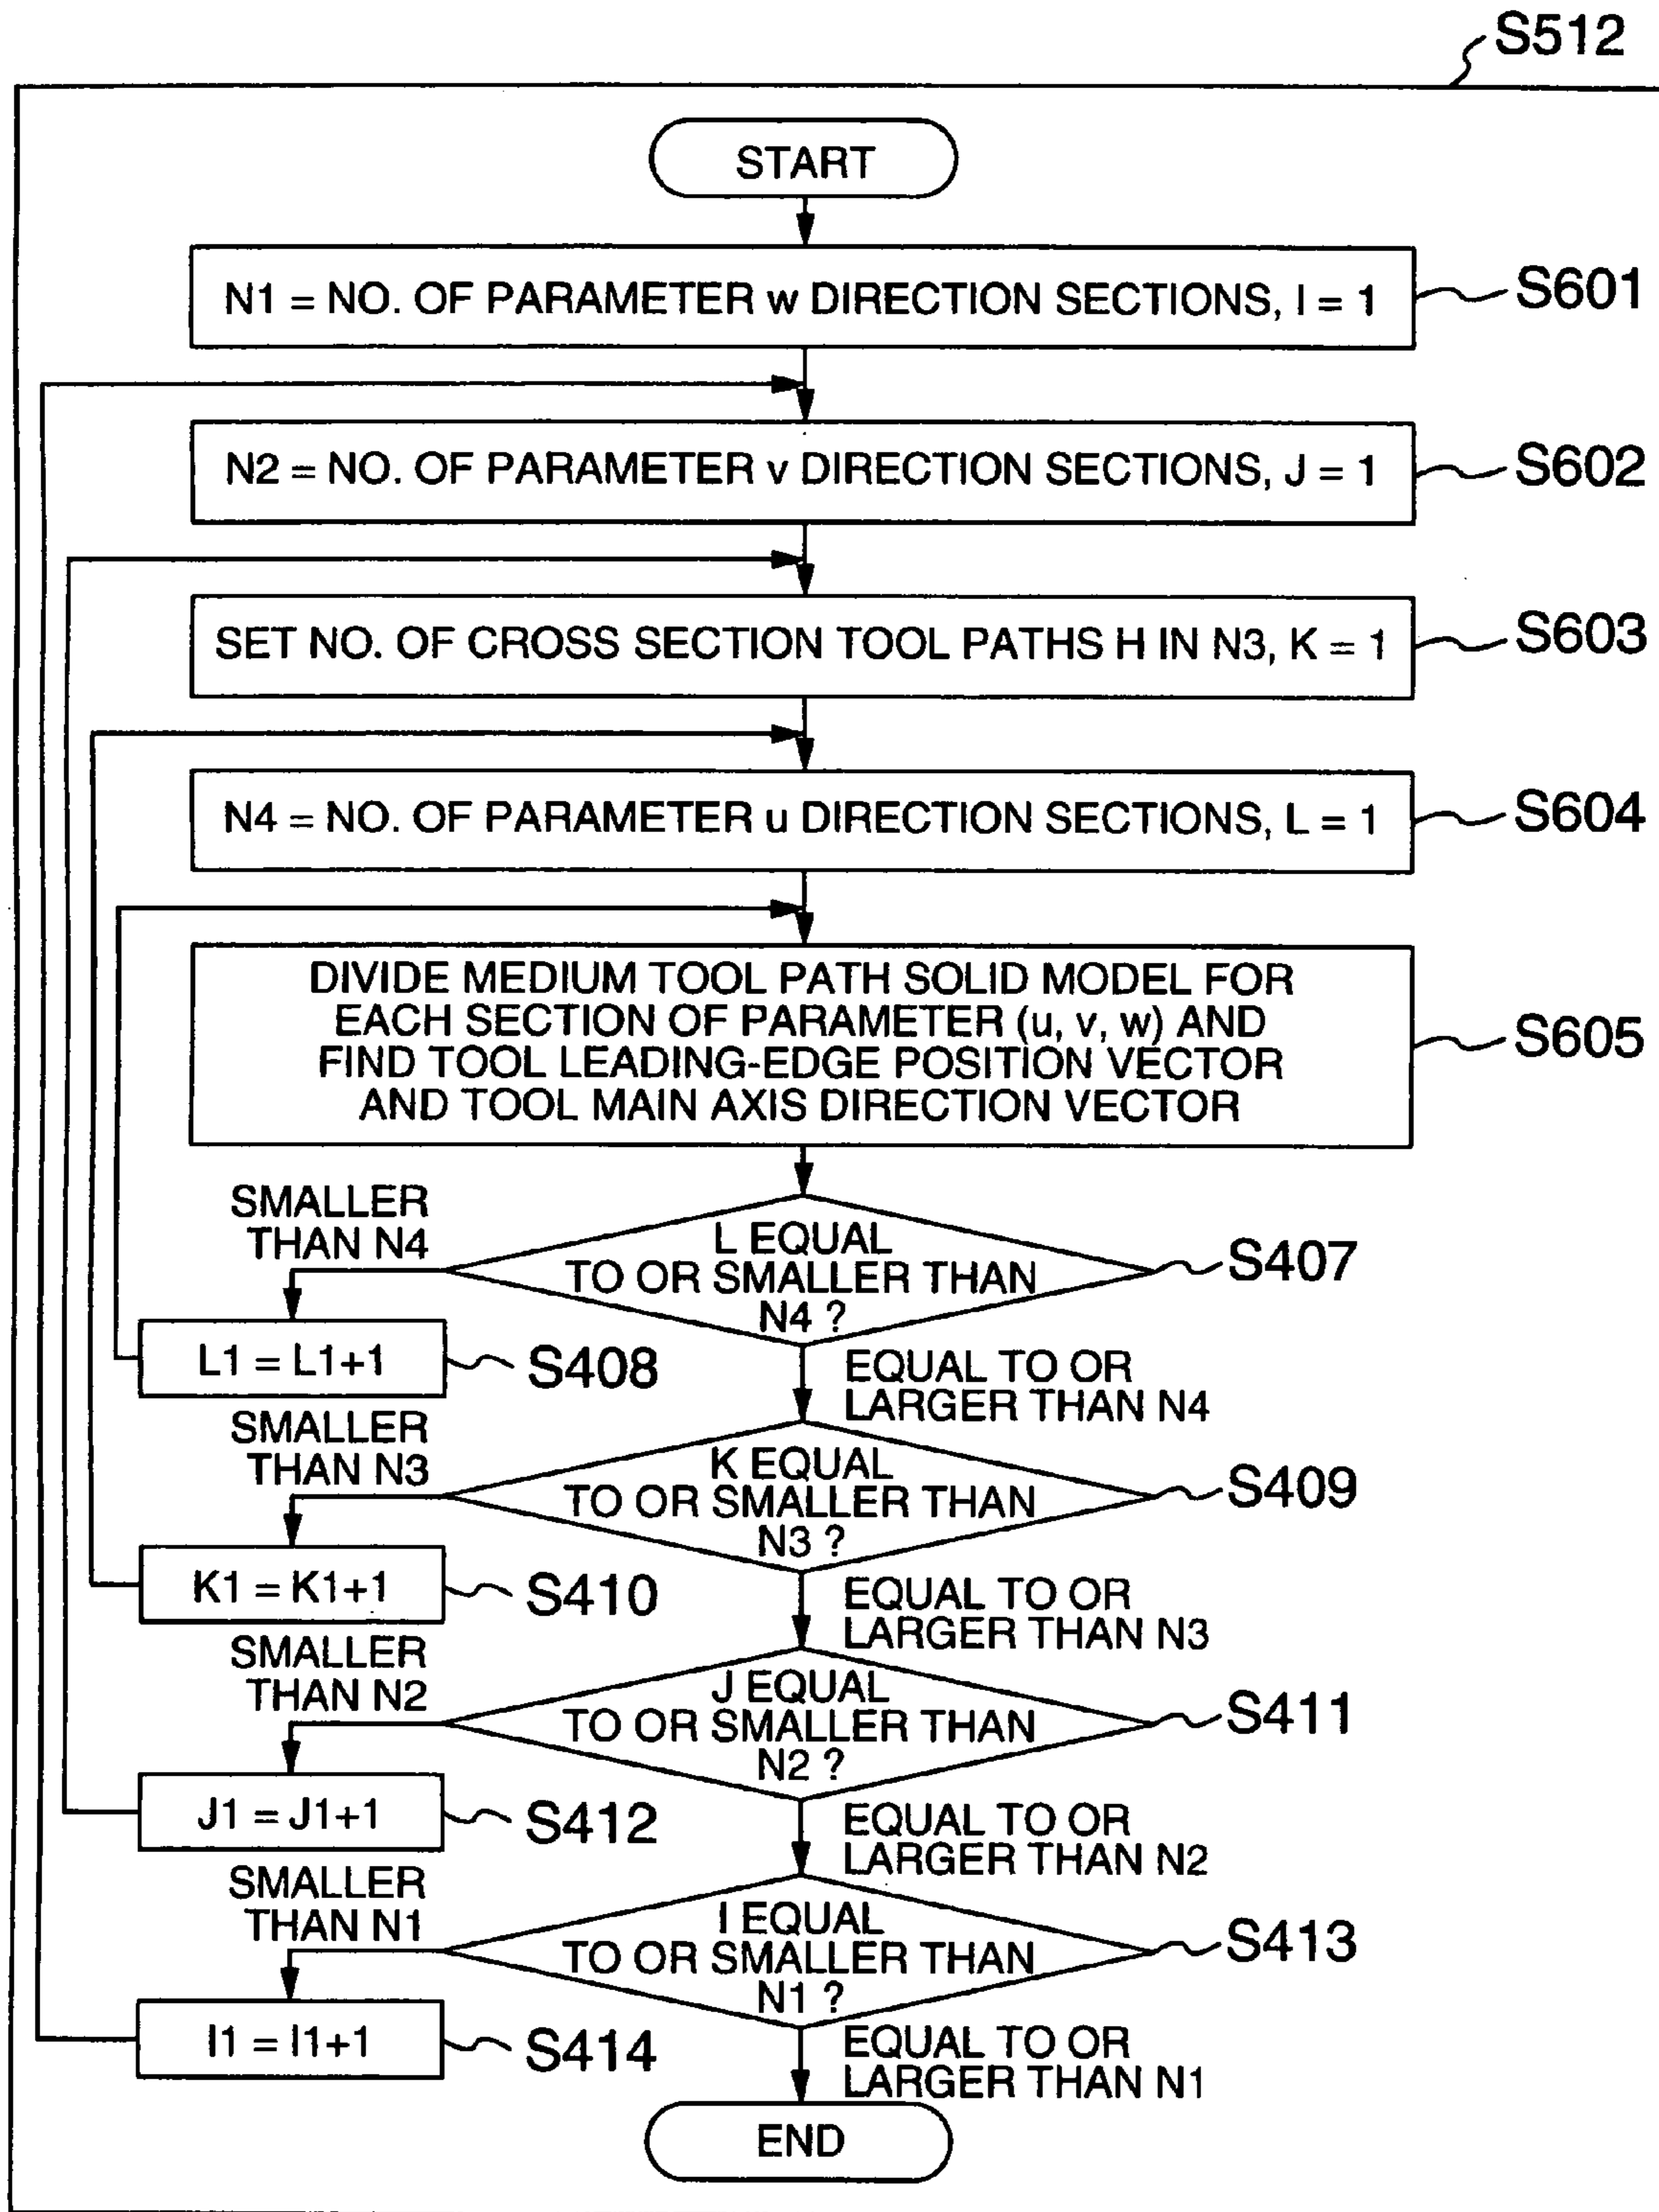 S512
START
N1 = NO. OF PARAMETER w DIRECTION SECTIONS, I = 1
S601
N2 = NO. OF PARAMETER v DIRECTION SECTIONS, J = 1
S602
SET NO. OF CROSS SECTION TOOL PATHS H IN N3, K = 1
S603
N4 = NO. OF PARAMETER u DIRECTION SECTIONS, L = 1
S604
DIVIDE MEDIUM TOOL PATH SOLID MODEL FOR
EACH SECTION OF PARAMETER (u, v, w) AND
FIND TOOL LEADING-EDGE POSITION VECTOR
AND TOOL MAIN AXIS DIRECTION VECTOR
S605
SMALLER
THAN N4
L EQUAL
TO OR SMALLER THAN
N4 ?
S407
L1 = L1+1
S408
EQUAL TO OR
LARGER THAN N4
SMALLER
THAN N3
K EQUAL
TO OR SMALLER THAN
N3 ?
S409
K1 = K1+1
S410
EQUAL TO OR
LARGER THAN N3
SMALLER
THAN N2
J EQUAL
TO OR SMALLER THAN
N2 ?
S411
J1 = J1+1
S412
EQUAL TO OR
LARGER THAN N2
SMALLER
THAN N1
I EQUAL
TO OR SMALLER THAN
N1 ?
S413
I1 = I1+1
S414
EQUAL TO OR
LARGER THAN N1
END